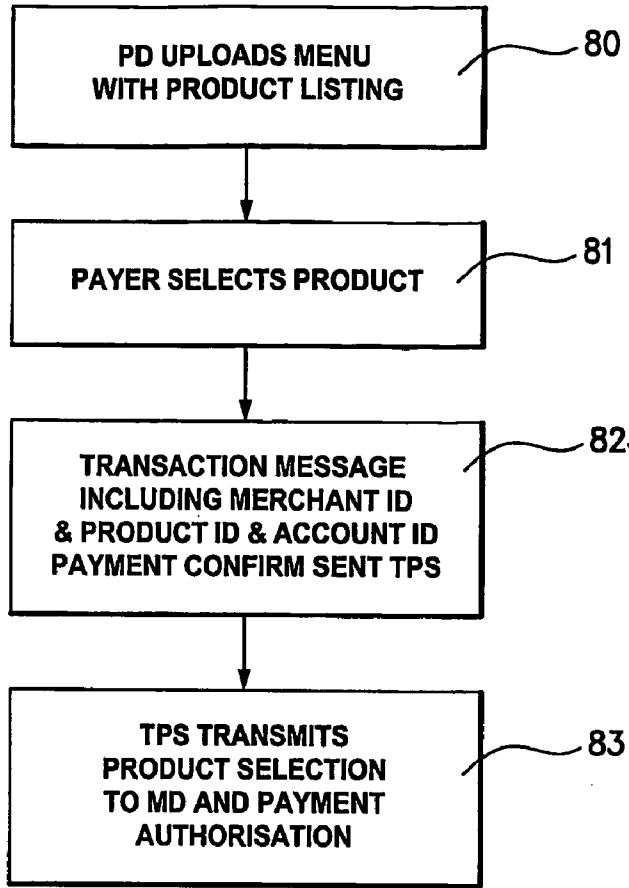 PD UPLOADS MENU
WITH PRODUCT LISTING
80
PAYER SELECTS PRODUCT
81
TRANSACTION MESSAGE
INCLUDING MERCHANT ID
& PRODUCT ID & ACCOUNT ID
PAYMENT CONFIRM SENT TPS
82
TPS TRANSMITS
PRODUCT SELECTION
TO MD AND PAYMENT
AUTHORISATION
83